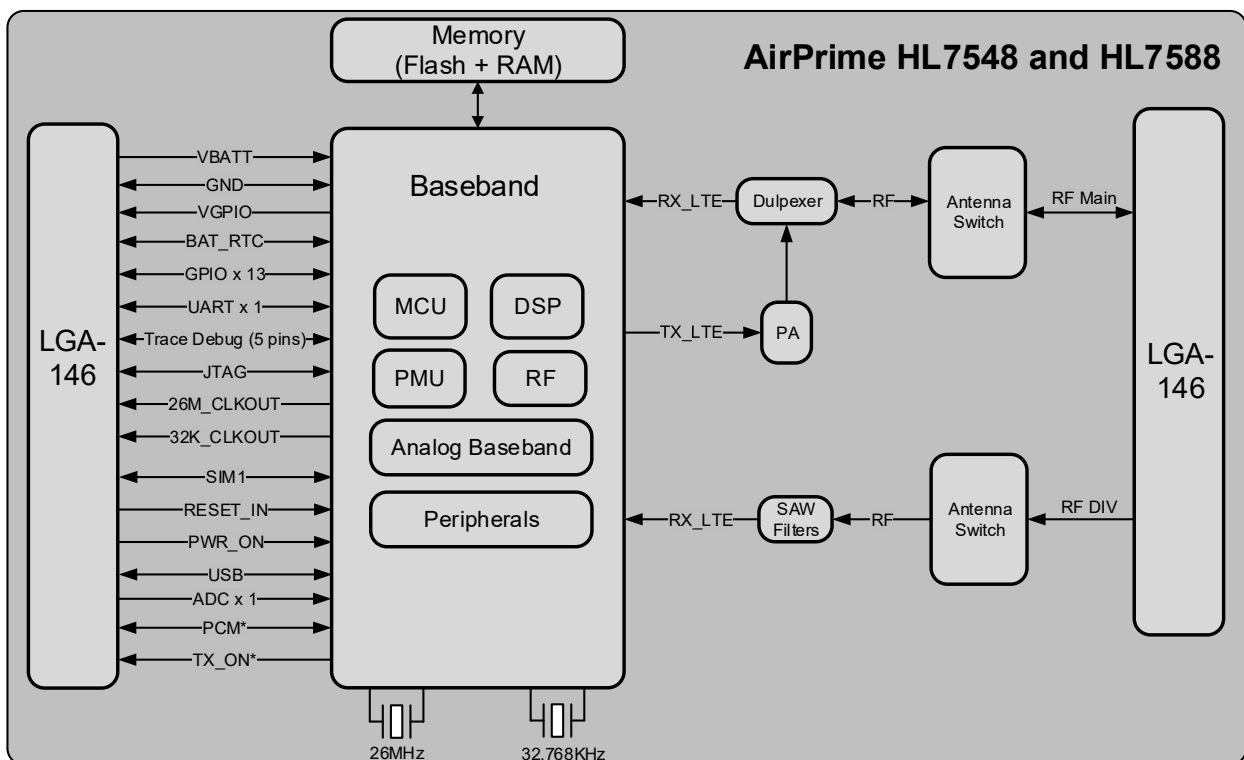 Memory
(Flash + RAM)
AirPrime HL7548 and HL7588
LGA-
146
VBATT
GND
VGPIO
BAT_RTC
GPIO x 13
UART x 1
Trace Debug (5 pins)
JTAG
26M_CLKOUT
32K_CLKOUT
SIM1
RESET_IN
PWR_ON
USB
ADC x 1
PCM*
TX_ON*
Baseband
MCU
DSP
PMU
RF
Analog Baseband
Peripherals
26MHz
32.768KHz
RX_LTE
Dulpexer
RF
Antenna
Switch
RF Main
TX_LTE
PA
RX_LTE
SAW
Filters
RF
Antenna
Switch
RF DIV
LGA-
146